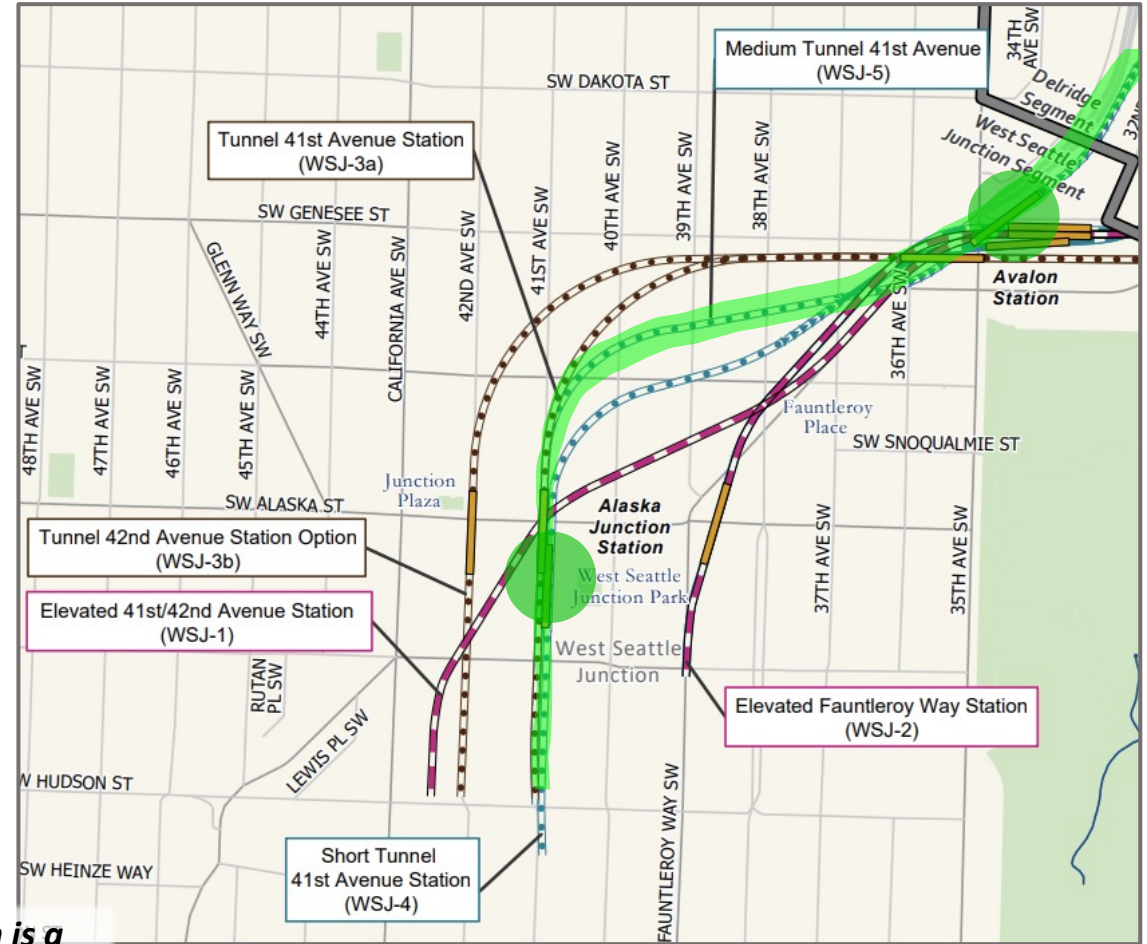 34TH
AVE SW
Medium Tunnel 41st Avenue
(WSJ-5)
SW DAKOTA ST
Delridge
Segment
West Seattle
Junction Segment
Tunnel 41st Avenue Station
(WSJ-3a)
40TH AVE SW
39TH AVE SW
38TH AVE SW
SW GENESEE ST
GLENN WAY SW
44TH AVE SW
CALIFORNIA AVE SW
42ND AVE SW
41ST AVE SW
Avalon
Station
36TH AVE SW
48TH AVE SW
47TH AVE SW
46TH AVE SW
45TH AVE SW
Fauntleroy
Place
SW SNOQUALMIE ST
Junction
Plaza
SW ALASKA ST
Alaska
Junction
Station
Tunnel 42nd Avenue Station Option
(WSJ-3b)
West Seattle
Junction Park
37TH AVE SW
35TH AVE SW
Elevated 41st/42nd Avenue Station
(WSJ-1)
West Seattle
Junction
RUTAN
PL SW
LEWIS PL SW
Elevated Fauntleroy Way Station
(WSJ-2)
HUDSON ST
FAUNTLEROY WAY SW
Short Tunnel
41st Avenue Station
(WSJ-4)
SW HEINZE WAY
is a